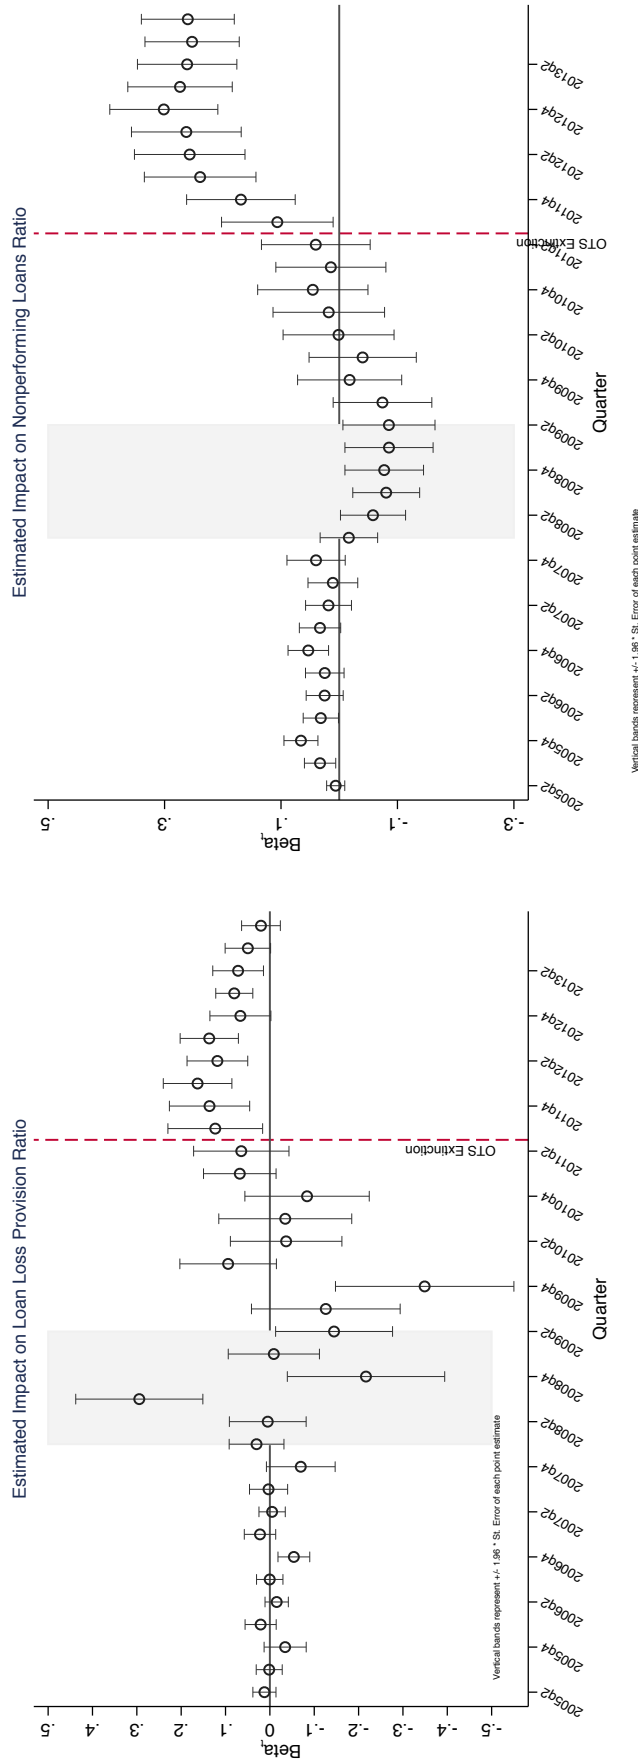 Estimated Impact on Loan Loss Provision Ratio
.5
.4
.3
.2
.1
0
-.1
-.2
-.3
-.4
-.5
Betaₜ
OTS Extinction
2005q2
2005q4
2006q2
2006q4
2007q2
2007q4
2008q2
2008q4
2009q2
2009q4
2010q2
2010q4
2011q2
2011q4
2012q2
2012q4
2013q2
Quarter
Vertical bands represent +/- 1.96 * St. Error of each point estimate
Estimated Impact on Nonperforming Loans Ratio
.5
.3
.1
-.1
-.3
Betaₜ
OTS Extinction
2005q2
2005q4
2006q2
2006q4
2007q2
2007q4
2008q2
2008q4
2009q2
2009q4
2010q2
2010q4
2011q2
2011q4
2012q2
2012q4
2013q2
Quarter
Vertical bands represent +/- 1.96 * St. Error of each point estimate